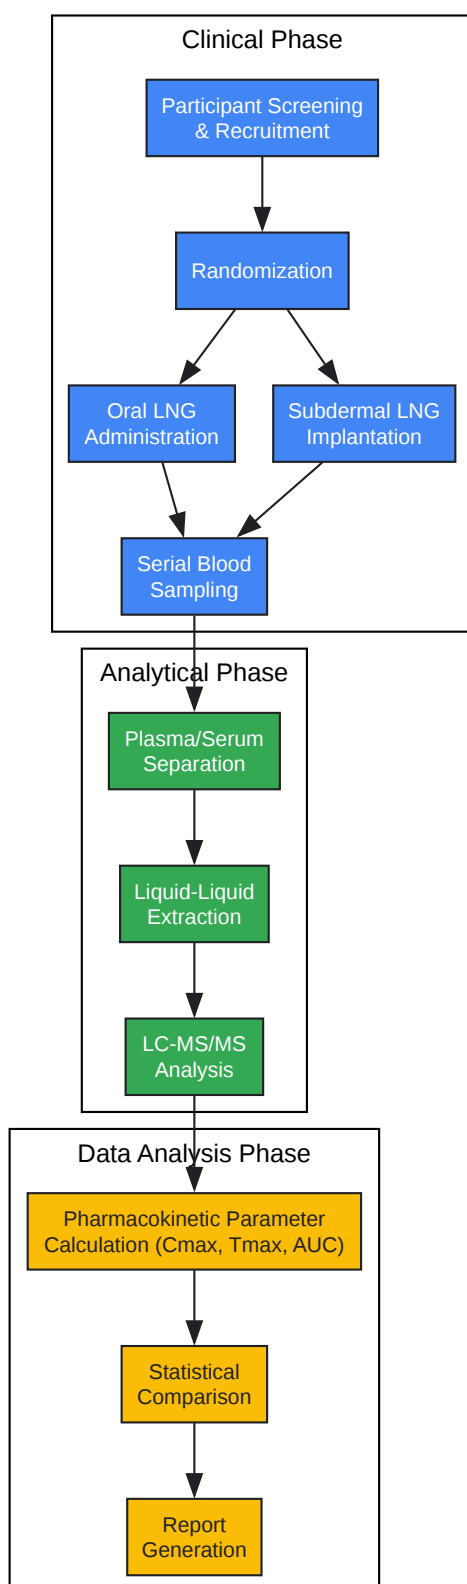 Clinical Phase
Participant Screening
& Recruitment
Randomization
Oral LNG
Administration
Subdermal LNG
Implantation
Serial Blood
Sampling
Analytical Phase
Plasma/Serum
Separation
Liquid-Liquid
Extraction
LC-MS/MS
Analysis
Data Analysis Phase
Pharmacokinetic Parameter
Calculation (Cmax, Tmax, AUC)
Statistical
Comparison
Report
Generation